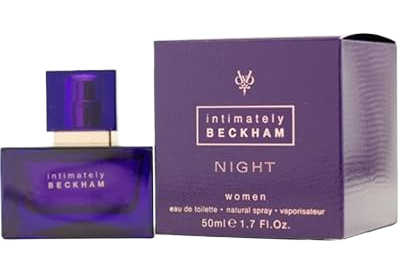 intimately
BECKHAM
intimately
BECKHAM
NIGHT
women
eau de toilette • natural spray • vaporisateur
50ml ℮ 1.7 Fl.Oz.